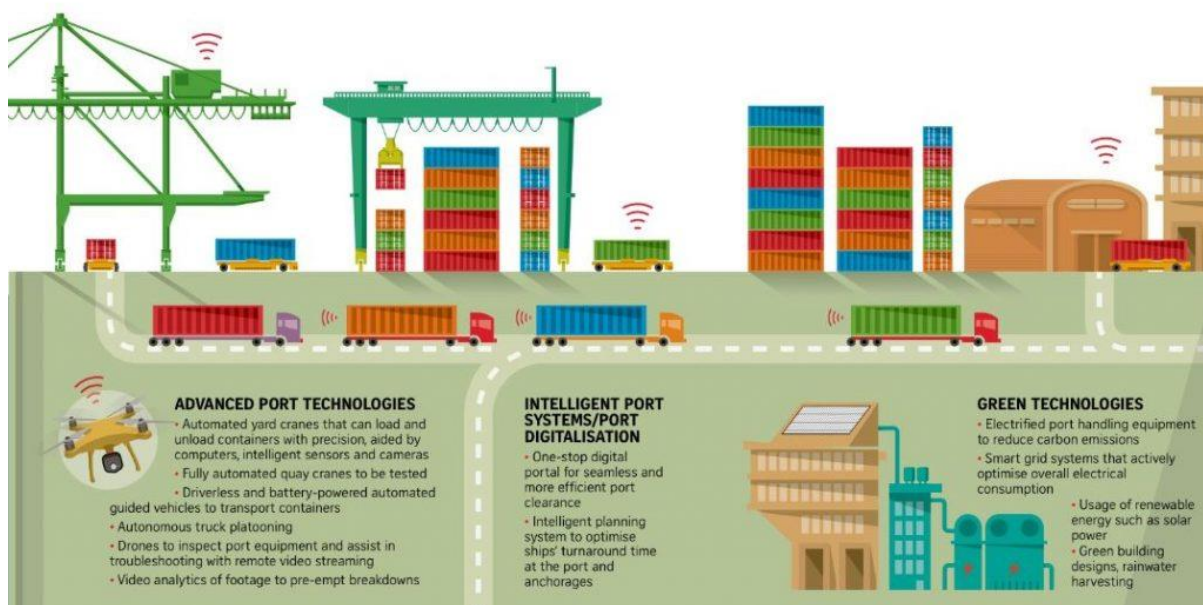 ADVANCED PORT TECHNOLOGIES
• Automated yard cranes that can load and
unload containers with precision, aided by
computers, intelligent sensors and cameras
• Fully automated quay cranes to be tested
• Driverless and battery-powered automated
guided vehicles to transport containers
• Autonomous truck platooning
• Drones to inspect port equipment and assist in
troubleshooting with remote video streaming
• Video analytics of footage to pre-empt breakdowns
INTELLIGENT PORT
SYSTEMS/PORT
DIGITALISATION
• One-stop digital
portal for seamless and
more efficient port
clearance
• Intelligent planning
system to optimise
ships' turnaround time
at the port and
anchorages
GREEN TECHNOLOGIES
• Electrified port handling equipment
to reduce carbon emissions
• Smart grid systems that actively
optimise overall electrical
consumption
• Usage of renewable
energy such as solar
power
• Green building
designs, rainwater
harvesting